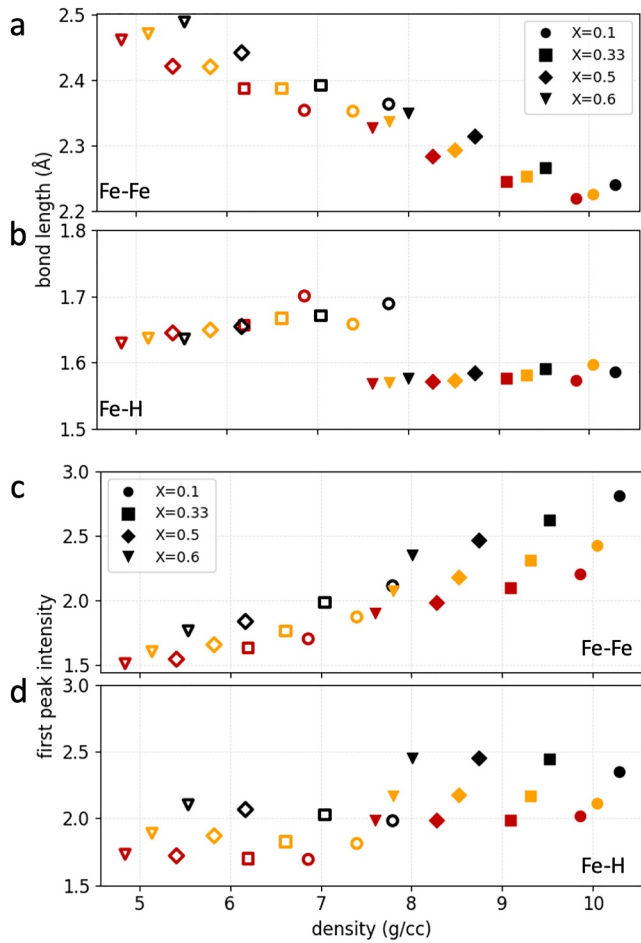 a
2.5
2.4
2.3
2.2
X=0.1
X=0.33
X=0.5
X=0.6
Fe-Fe
bond length (Å)
b
1.8
1.7
1.6
1.5
Fe-H
c
3.0
2.5
2.0
1.5
X=0.1
X=0.33
X=0.5
X=0.6
Fe-Fe
first peak intensity
d
3.0
2.5
2.0
1.5
Fe-H
5 6 7 8 9 10
density (g/cc)